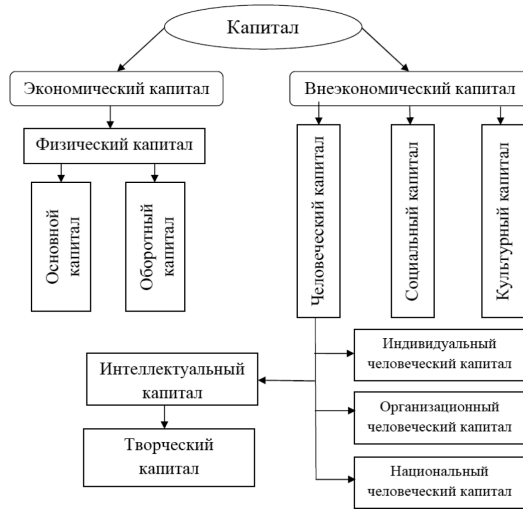 Капитал
Экономический капитал
Внеэкономический капитал
Физический капитал
Основной
капитал
Оборотный
капитал
Человеческий капитал
Социальный капитал
Культурный капитал
Интеллектуальный
капитал
Творческий
капитал
Индивидуальный
человеческий капитал
Организационный
человеческий капитал
Национальный
человеческий капитал